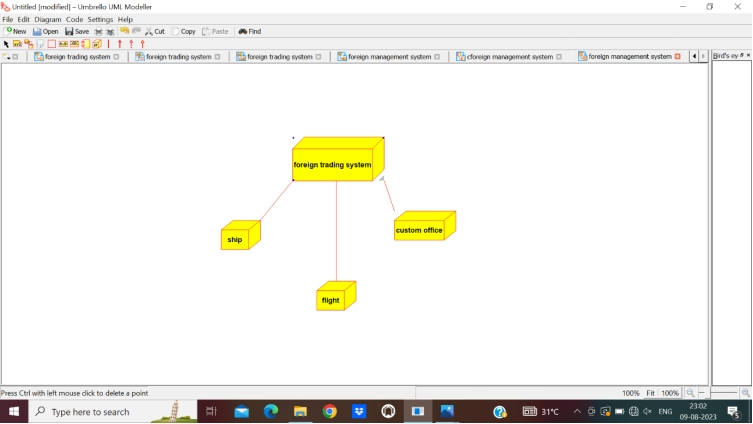 Untitled [modified] – Umbrello UML Modeller
File Edit Diagram Code Settings Help
New Open Save Cut Copy Paste Find
foreign trading system foreign trading system foreign trading system foreign management system cforeign management system foreign management system Bird's ey
foreign trading system
custom office
ship
flight
Press Ctrl with left mouse click to delete a point 100% Fit 100%
Type here to search 31°C ENG 23:02
09-08-2023 5